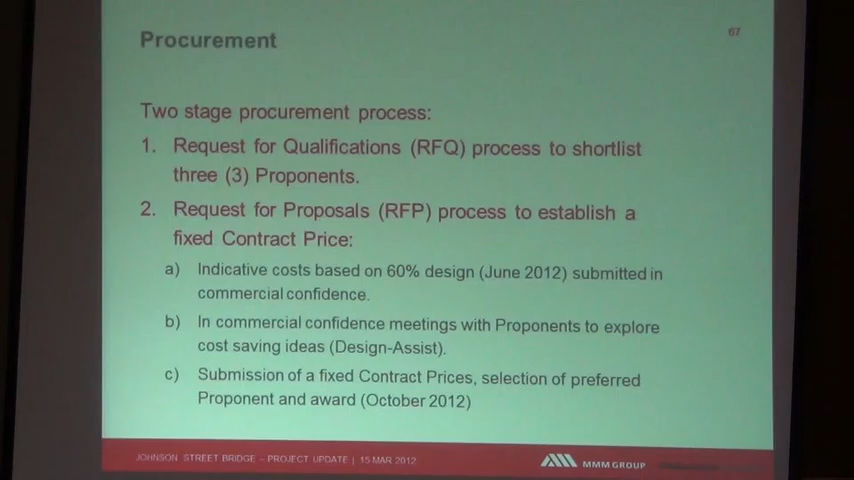 Procurement
67
Two stage procurement process:
1. Request for Qualifications (RFQ) process to shortlist
three (3) Proponents.
2. Request for Proposals (RFP) process to establish a
fixed Contract Price:
a) Indicative costs based on 60% design (June 2012) submitted in
commercial confidence.
b) In commercial confidence meetings with Proponents to explore
cost saving ideas (Design-Assist).
c) Submission of a fixed Contract Prices, selection of preferred
Proponent and award (October 2012)
JOHNSON STREET BRIDGE – PROJECT UPDATE | 15 MAR 2012
MMM GROUP